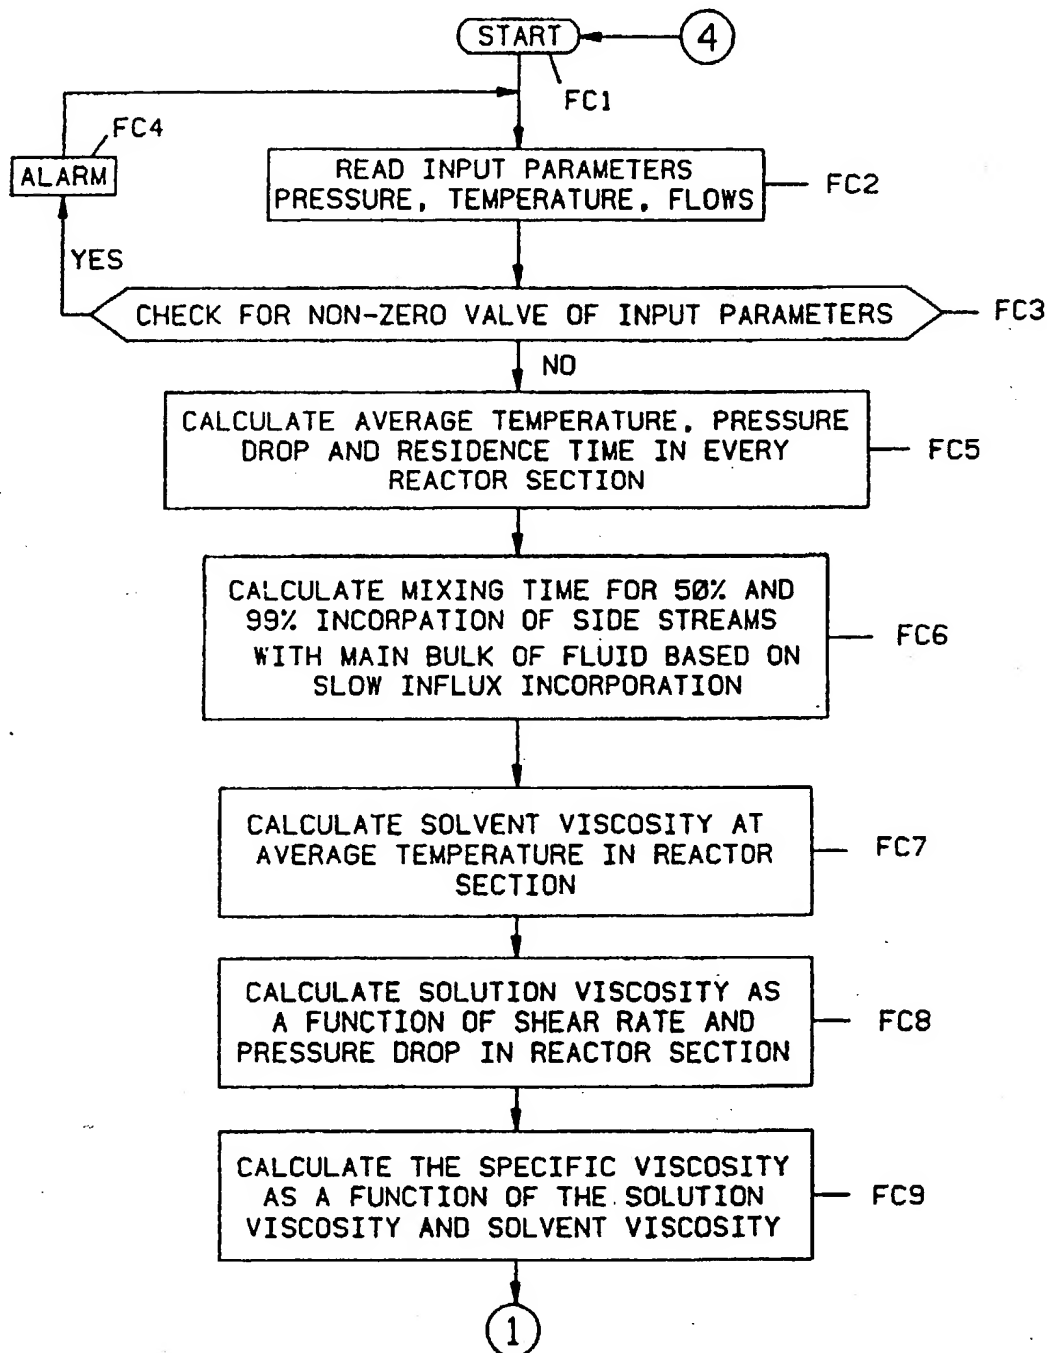 START
4
FC1
FC4
ALARM
READ INPUT PARAMETERS
PRESSURE, TEMPERATURE, FLOWS
FC2
YES
CHECK FOR NON-ZERO VALVE OF INPUT PARAMETERS
FC3
NO
CALCULATE AVERAGE TEMPERATURE, PRESSURE
DROP AND RESIDENCE TIME IN EVERY
REACTOR SECTION
FC5
CALCULATE MIXING TIME FOR 50% AND
99% INCORPATION OF SIDE STREAMS
WITH MAIN BULK OF FLUID BASED ON
SLOW INFLUX INCORPORATION
FC6
CALCULATE SOLVENT VISCOSITY AT
AVERAGE TEMPERATURE IN REACTOR
SECTION
FC7
CALCULATE SOLUTION VISCOSITY AS
A FUNCTION OF SHEAR RATE AND
PRESSURE DROP IN REACTOR SECTION
FC8
CALCULATE THE SPECIFIC VISCOSITY
AS A FUNCTION OF THE SOLUTION
VISCOSITY AND SOLVENT VISCOSITY
FC9
1